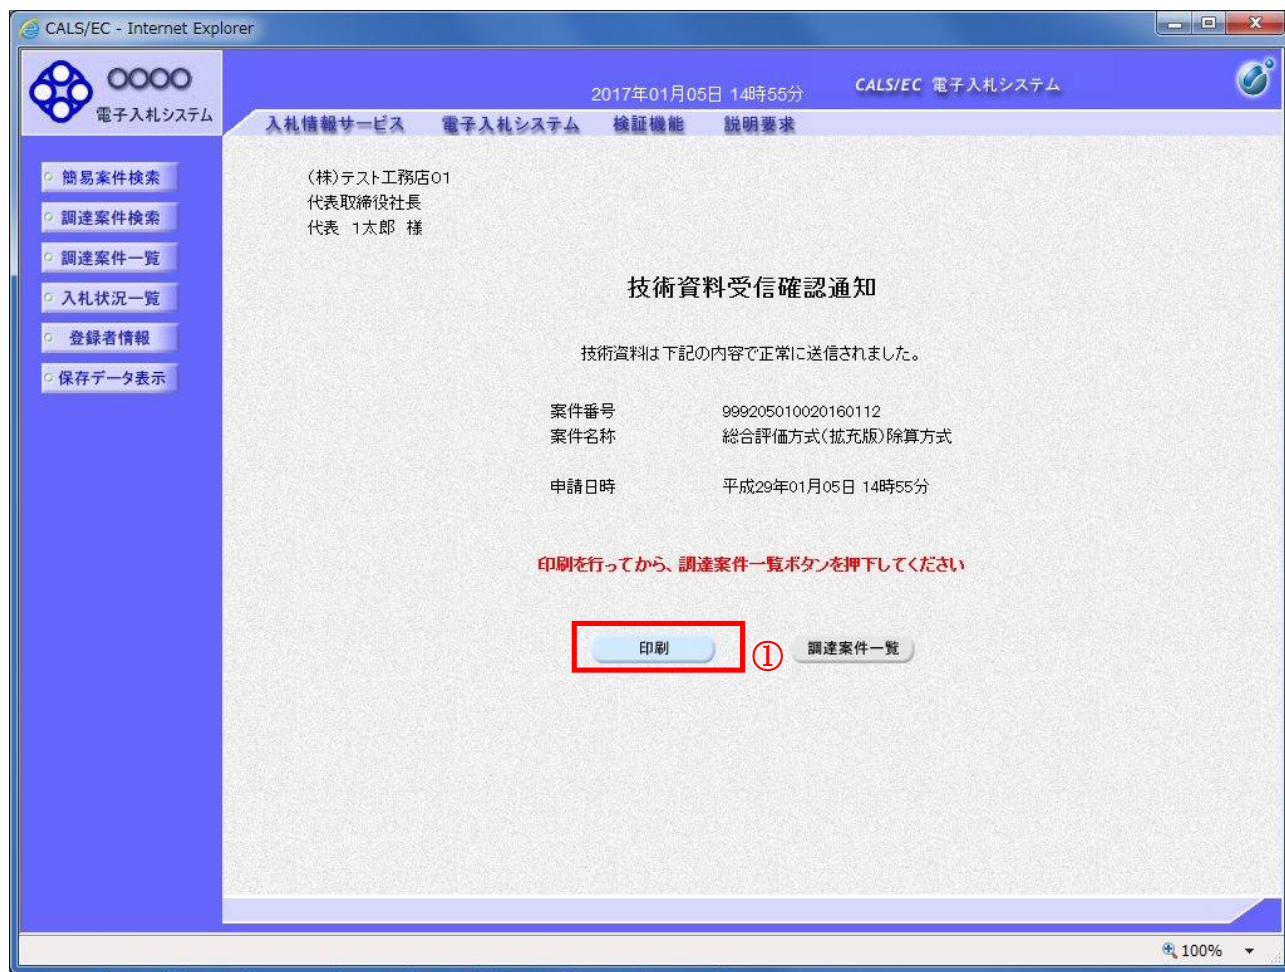 CALS/EC - Internet Explorer
OOOO
電子入札システム
2017年01月05日 14時55分
CALS/EC 電子入札システム
入札情報サービス 電子入札システム 検証機能 説明要求
簡易案件検索
調達案件検索
調達案件一覧
入札状況一覧
登録者情報
保存データ表示
(株)テスト工務店01
代表取締役社長
代表 1太郎 様
技術資料受信確認通知
技術資料は下記の内容で正常に送信されました。
案件番号 999205010020160112
案件名称 総合評価方式(拡充版)除算方式
申請日時 平成29年01月05日 14時55分
印刷を行ってから、調達案件一覧ボタンを押下してください
印刷 ① 調達案件一覧
100%